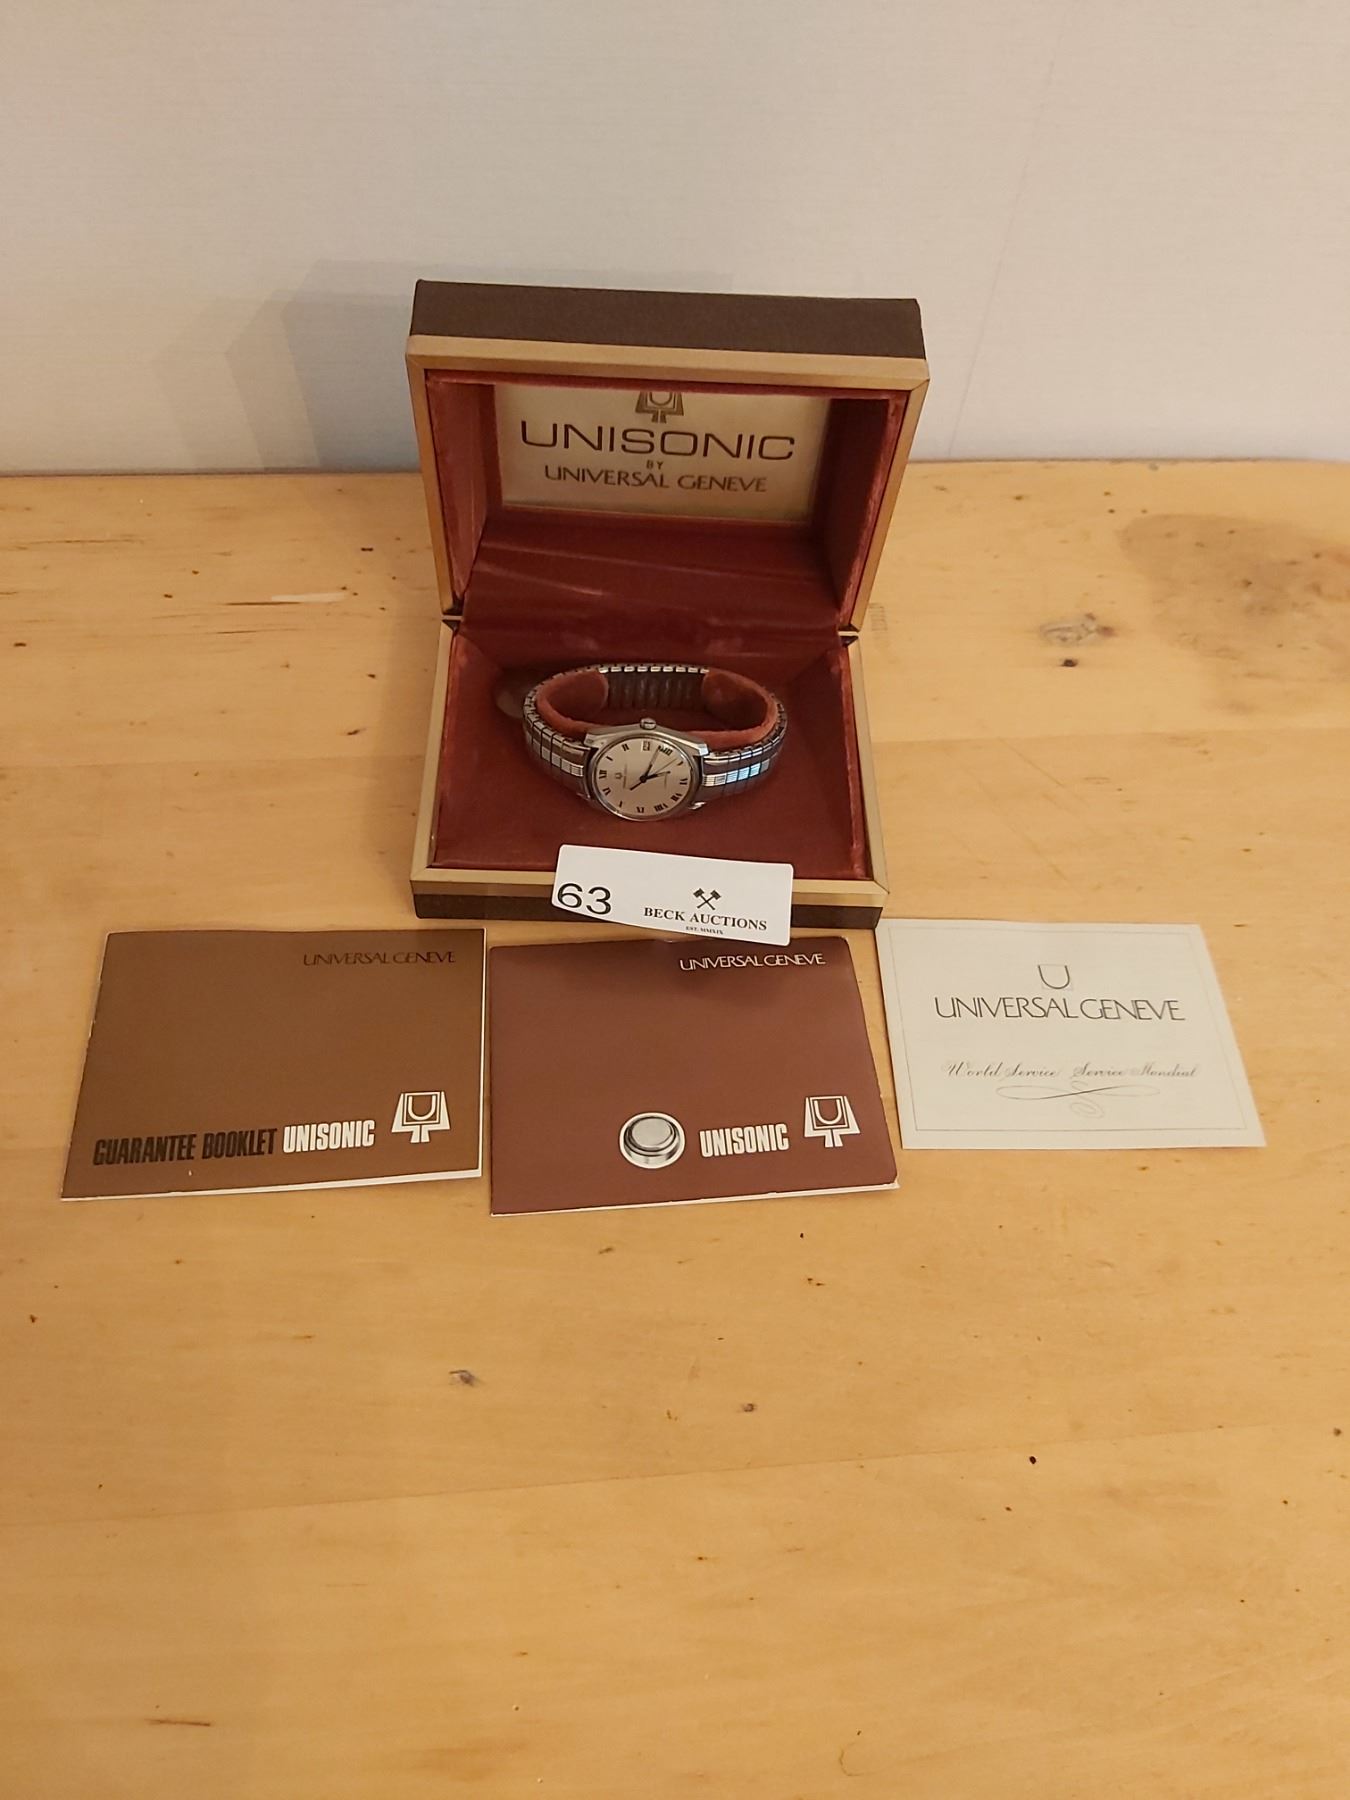 UNISONIC
BY
UNIVERSAL GENEVE
63
BECK AUCTIONS
EST. MMXIX
UNIVERSAL GENEVE
GUARANTEE BOOKLET UNISONIC
UNIVERSAL GENEVE
UNISONIC
U
UNIVERSAL GENEVE
World Service Service Mondial